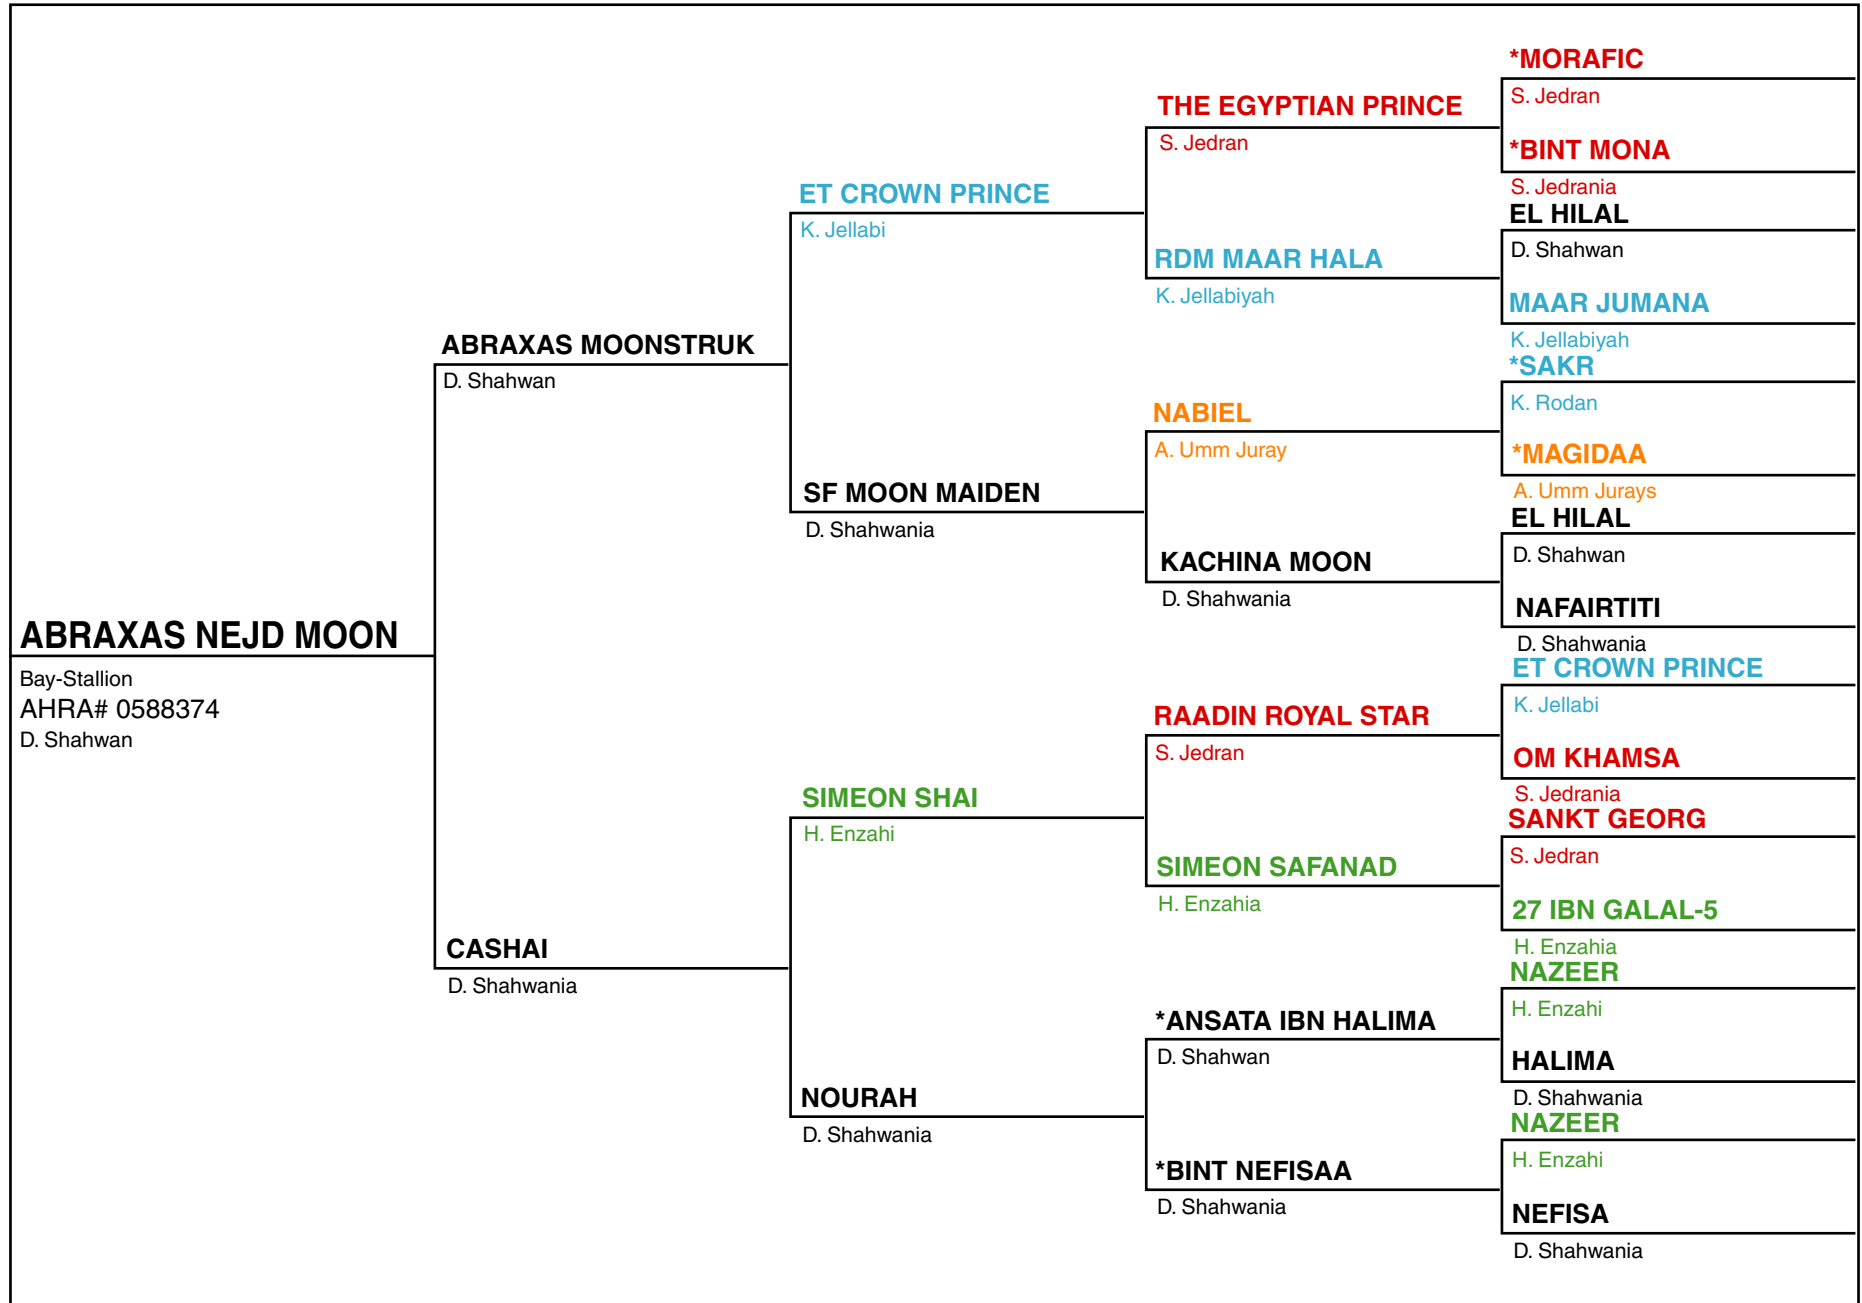 *MORAFIC
S. Jedran
THE EGYPTIAN PRINCE
S. Jedran
*BINT MONA
S. Jedrania
ET CROWN PRINCE
K. Jellabi
EL HILAL
D. Shahwan
RDM MAAR HALA
K. Jellabiyah
MAAR JUMANA
K. Jellabiyah
ABRAXAS MOONSTRUK
D. Shahwan
*SAKR
K. Rodan
NABIEL
A. Umm Juray
*MAGIDAA
A. Umm Jurays
SF MOON MAIDEN
D. Shahwania
EL HILAL
D. Shahwan
KACHINA MOON
D. Shahwania
NAFAIRTITI
D. Shahwania
ABRAXAS NEJD MOON
Bay-Stallion
AHRA# 0588374
D. Shahwan
ET CROWN PRINCE
K. Jellabi
RAADIN ROYAL STAR
S. Jedran
OM KHAMSA
S. Jedrania
SIMEON SHAI
H. Enzahi
SANKT GEORG
S. Jedran
SIMEON SAFANAD
H. Enzahia
27 IBN GALAL-5
H. Enzahia
CASHAI
D. Shahwania
NAZEER
H. Enzahi
*ANSATA IBN HALIMA
D. Shahwan
HALIMA
D. Shahwania
NOURAH
D. Shahwania
NAZEER
H. Enzahi
*BINT NEFISAA
D. Shahwania
NEFISA
D. Shahwania